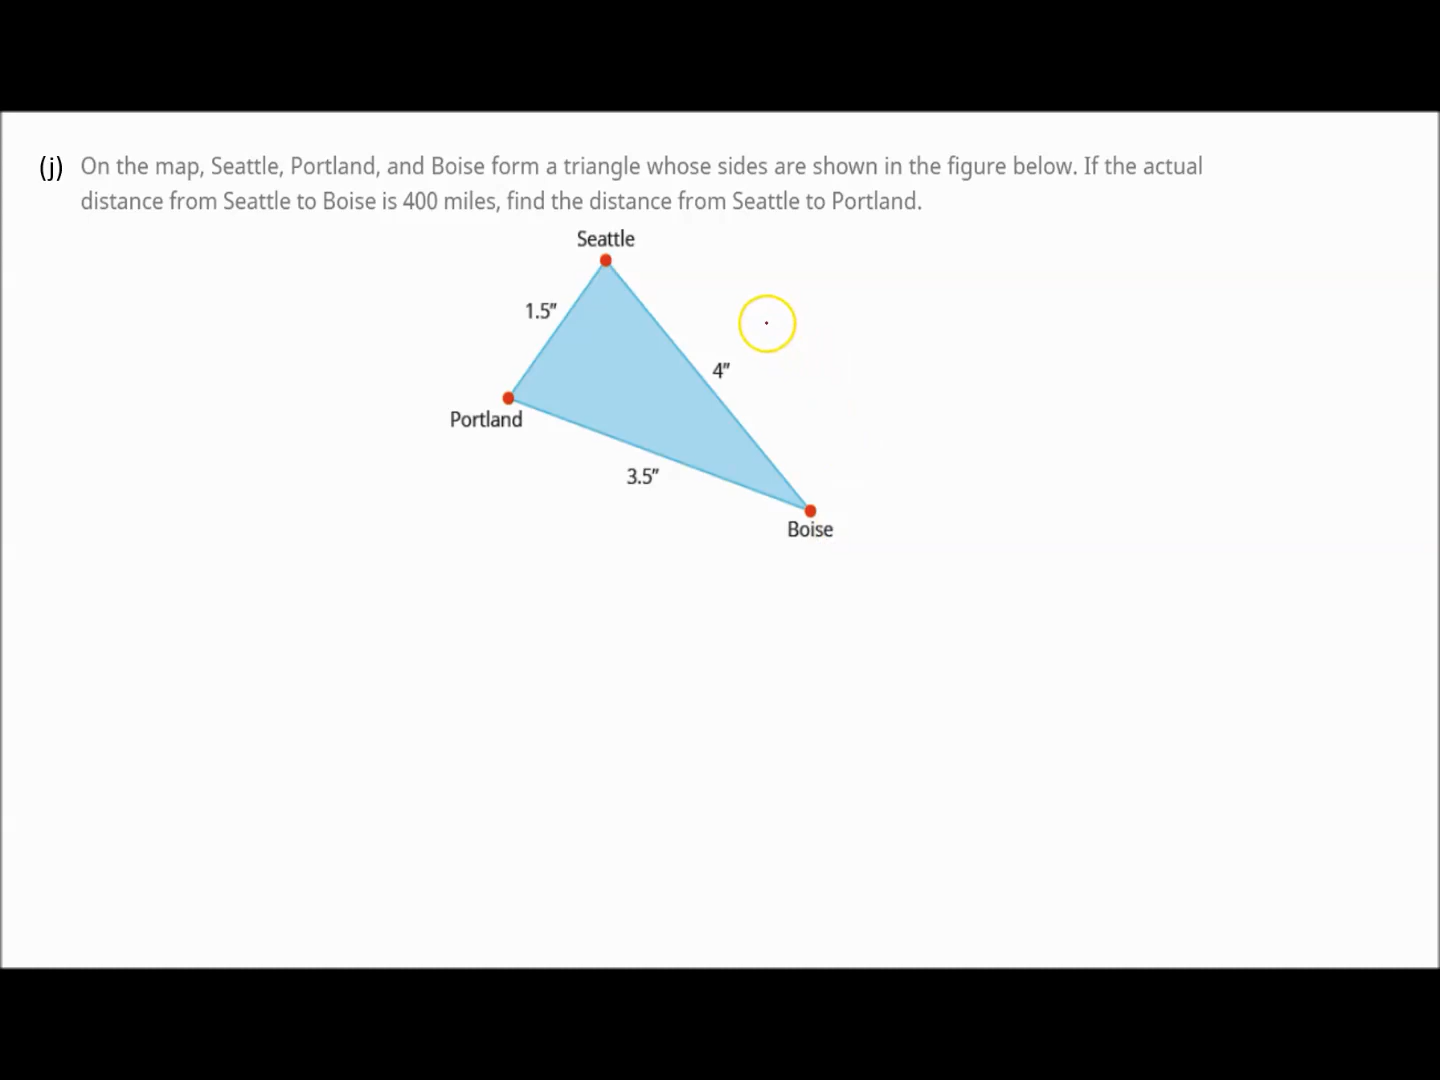 (j) On the map, Seattle, Portland, and Boise form a triangle whose sides are shown in the figure below. If the actual
distance from Seattle to Boise is 400 miles, find the distance from Seattle to Portland.
Seattle
1.5″
4″
Portland
3.5″
Boise